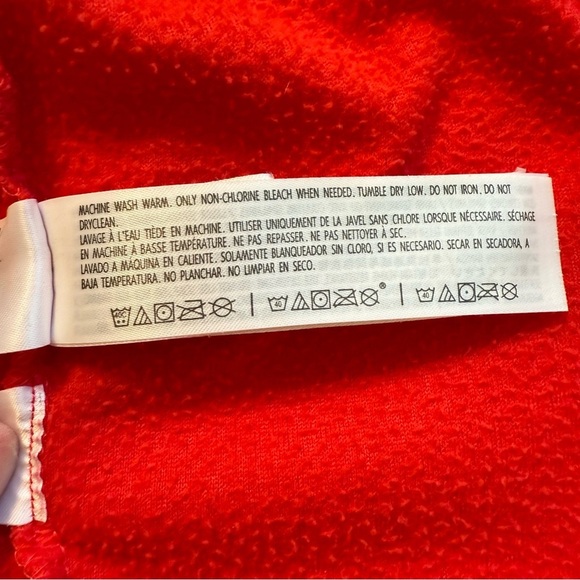 MACHINE WASH WARM. ONLY NON-CHLORINE BLEACH WHEN NEEDED. TUMBLE DRY LOW. DO NOT IRON. DO NOT
DRYCLEAN.
LAVAGE À L'EAU TIÈDE EN MACHINE. UTILISER UNIQUEMENT DE LA JAVEL SANS CHLORE LORSQUE NÉCESSAIRE. SÉCHAGE
EN MACHINE À BASSE TEMPÉRATURE. NE PAS REPASSER. NE PAS NETTOYER À SEC.
LAVADO A MÁQUINA EN CALIENTE. SOLAMENTE BLANQUEADOR SIN CLORO, SI ES NECESARIO. SECAR EN SECADORA, A
BAJA TEMPERATURA. NO PLANCHAR. NO LIMPIAR EN SECO.
40C | 40 ® | 40